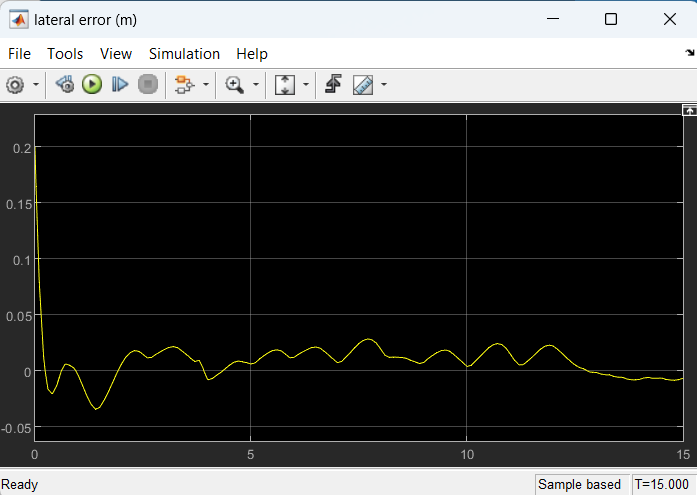 lateral error (m)
File Tools View Simulation Help
0.2
0.15
0.1
0.05
0
-0.05
0 5 10 15
Ready Sample based T=15.000